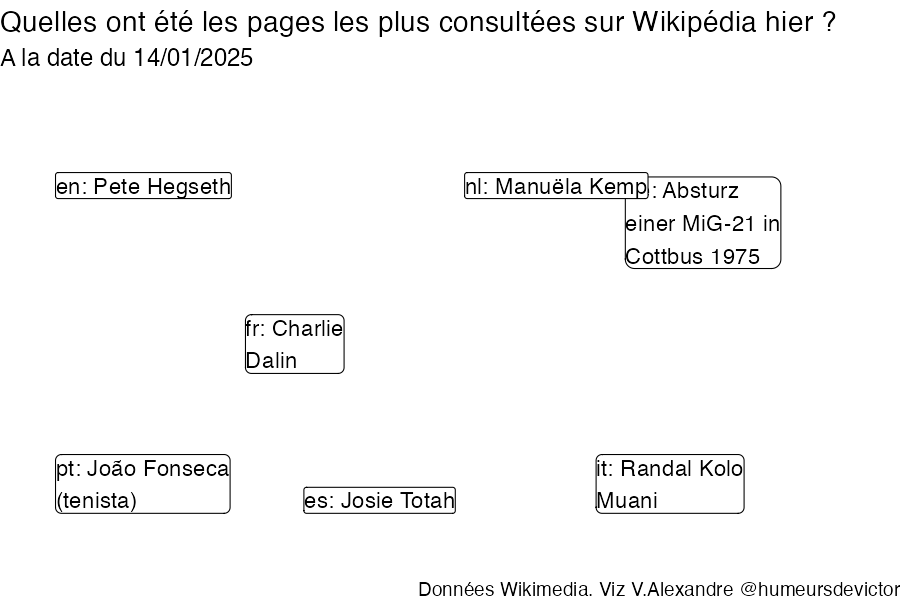 Quelles ont été les pages les plus consultées sur Wikipédia hier ?
A la date du 14/01/2025
en: Pete Hegseth
nl: Manuëla Kemp
: Absturz
einer MiG-21 in
Cottbus 1975
fr: Charlie
Dalin
pt: João Fonseca
(tenista)
es: Josie Totah
it: Randal Kolo
Muani
Données Wikimedia. Viz V.Alexandre @humeursdevictor